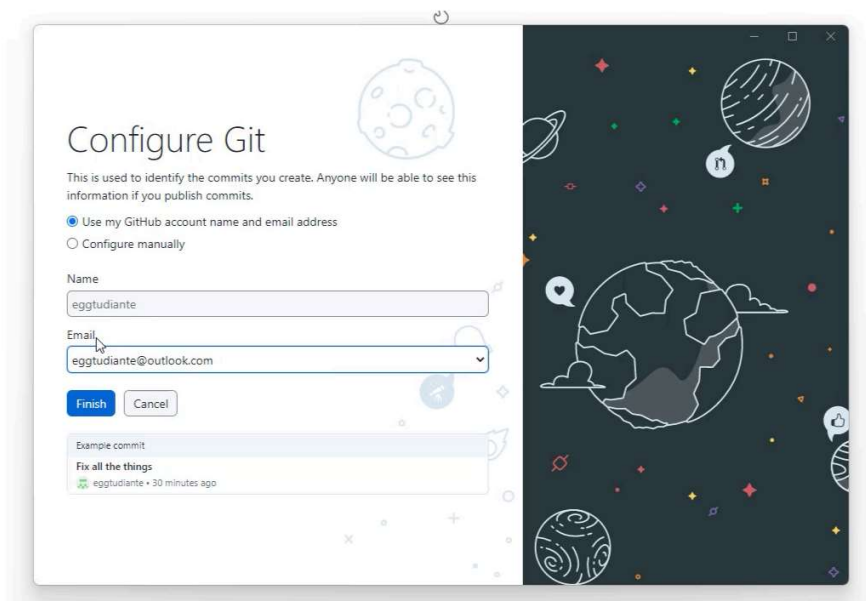 Configure Git
This is used to identify the commits you create. Anyone will be able to see this
information if you publish commits.
Use my GitHub account name and email address
Configure manually
Name
eggtudiante
Email
eggtudiante@outlook.com
Finish Cancel
Example commit
Fix all the things
eggtudiante • 30 minutes ago